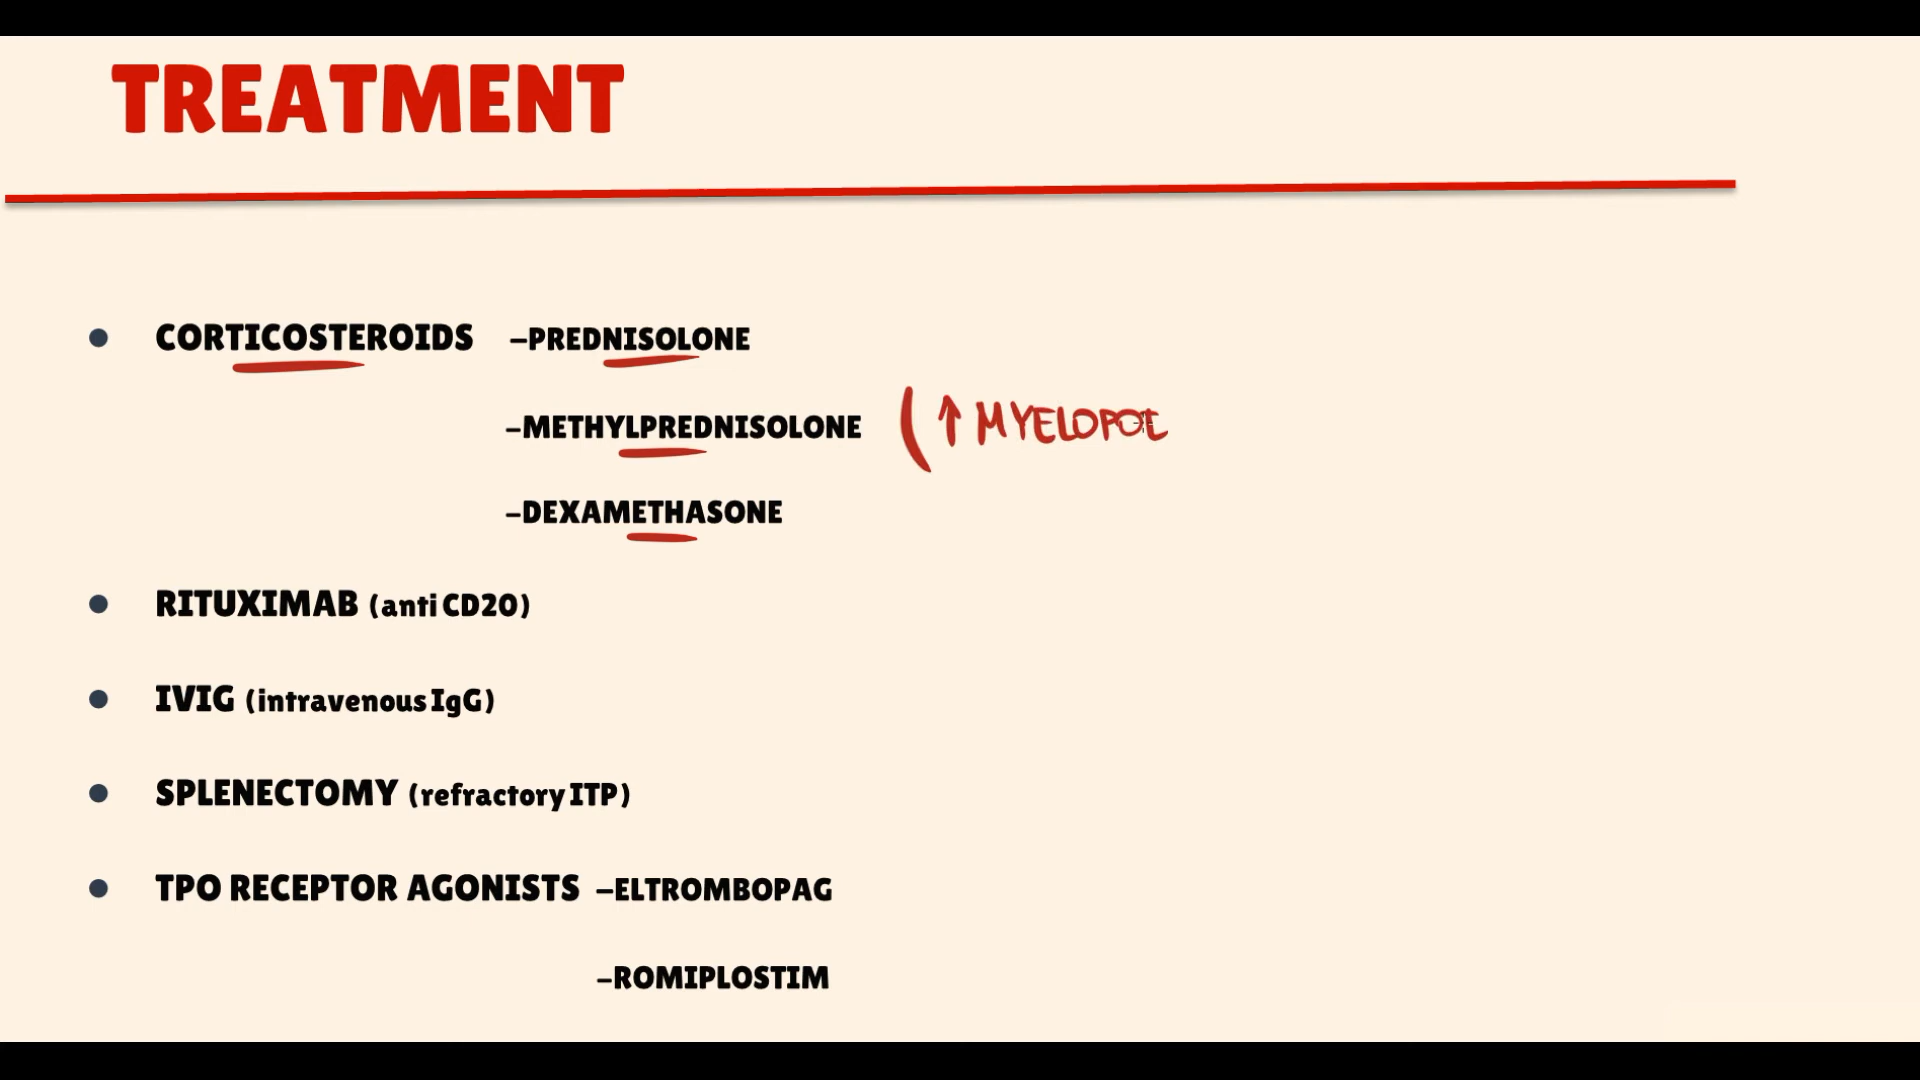 TREATMENT
• CORTICOSTEROIDS –PREDNISOLONE
–METHYLPREDNISOLONE ( ↑ MYELOPOE
–DEXAMETHASONE
• RITUXIMAB (anti CD20)
• IVIG (intravenous IgG)
• SPLENECTOMY (refractory ITP)
• TPO RECEPTOR AGONISTS –ELTROMBOPAG
–ROMIPLOSTIM